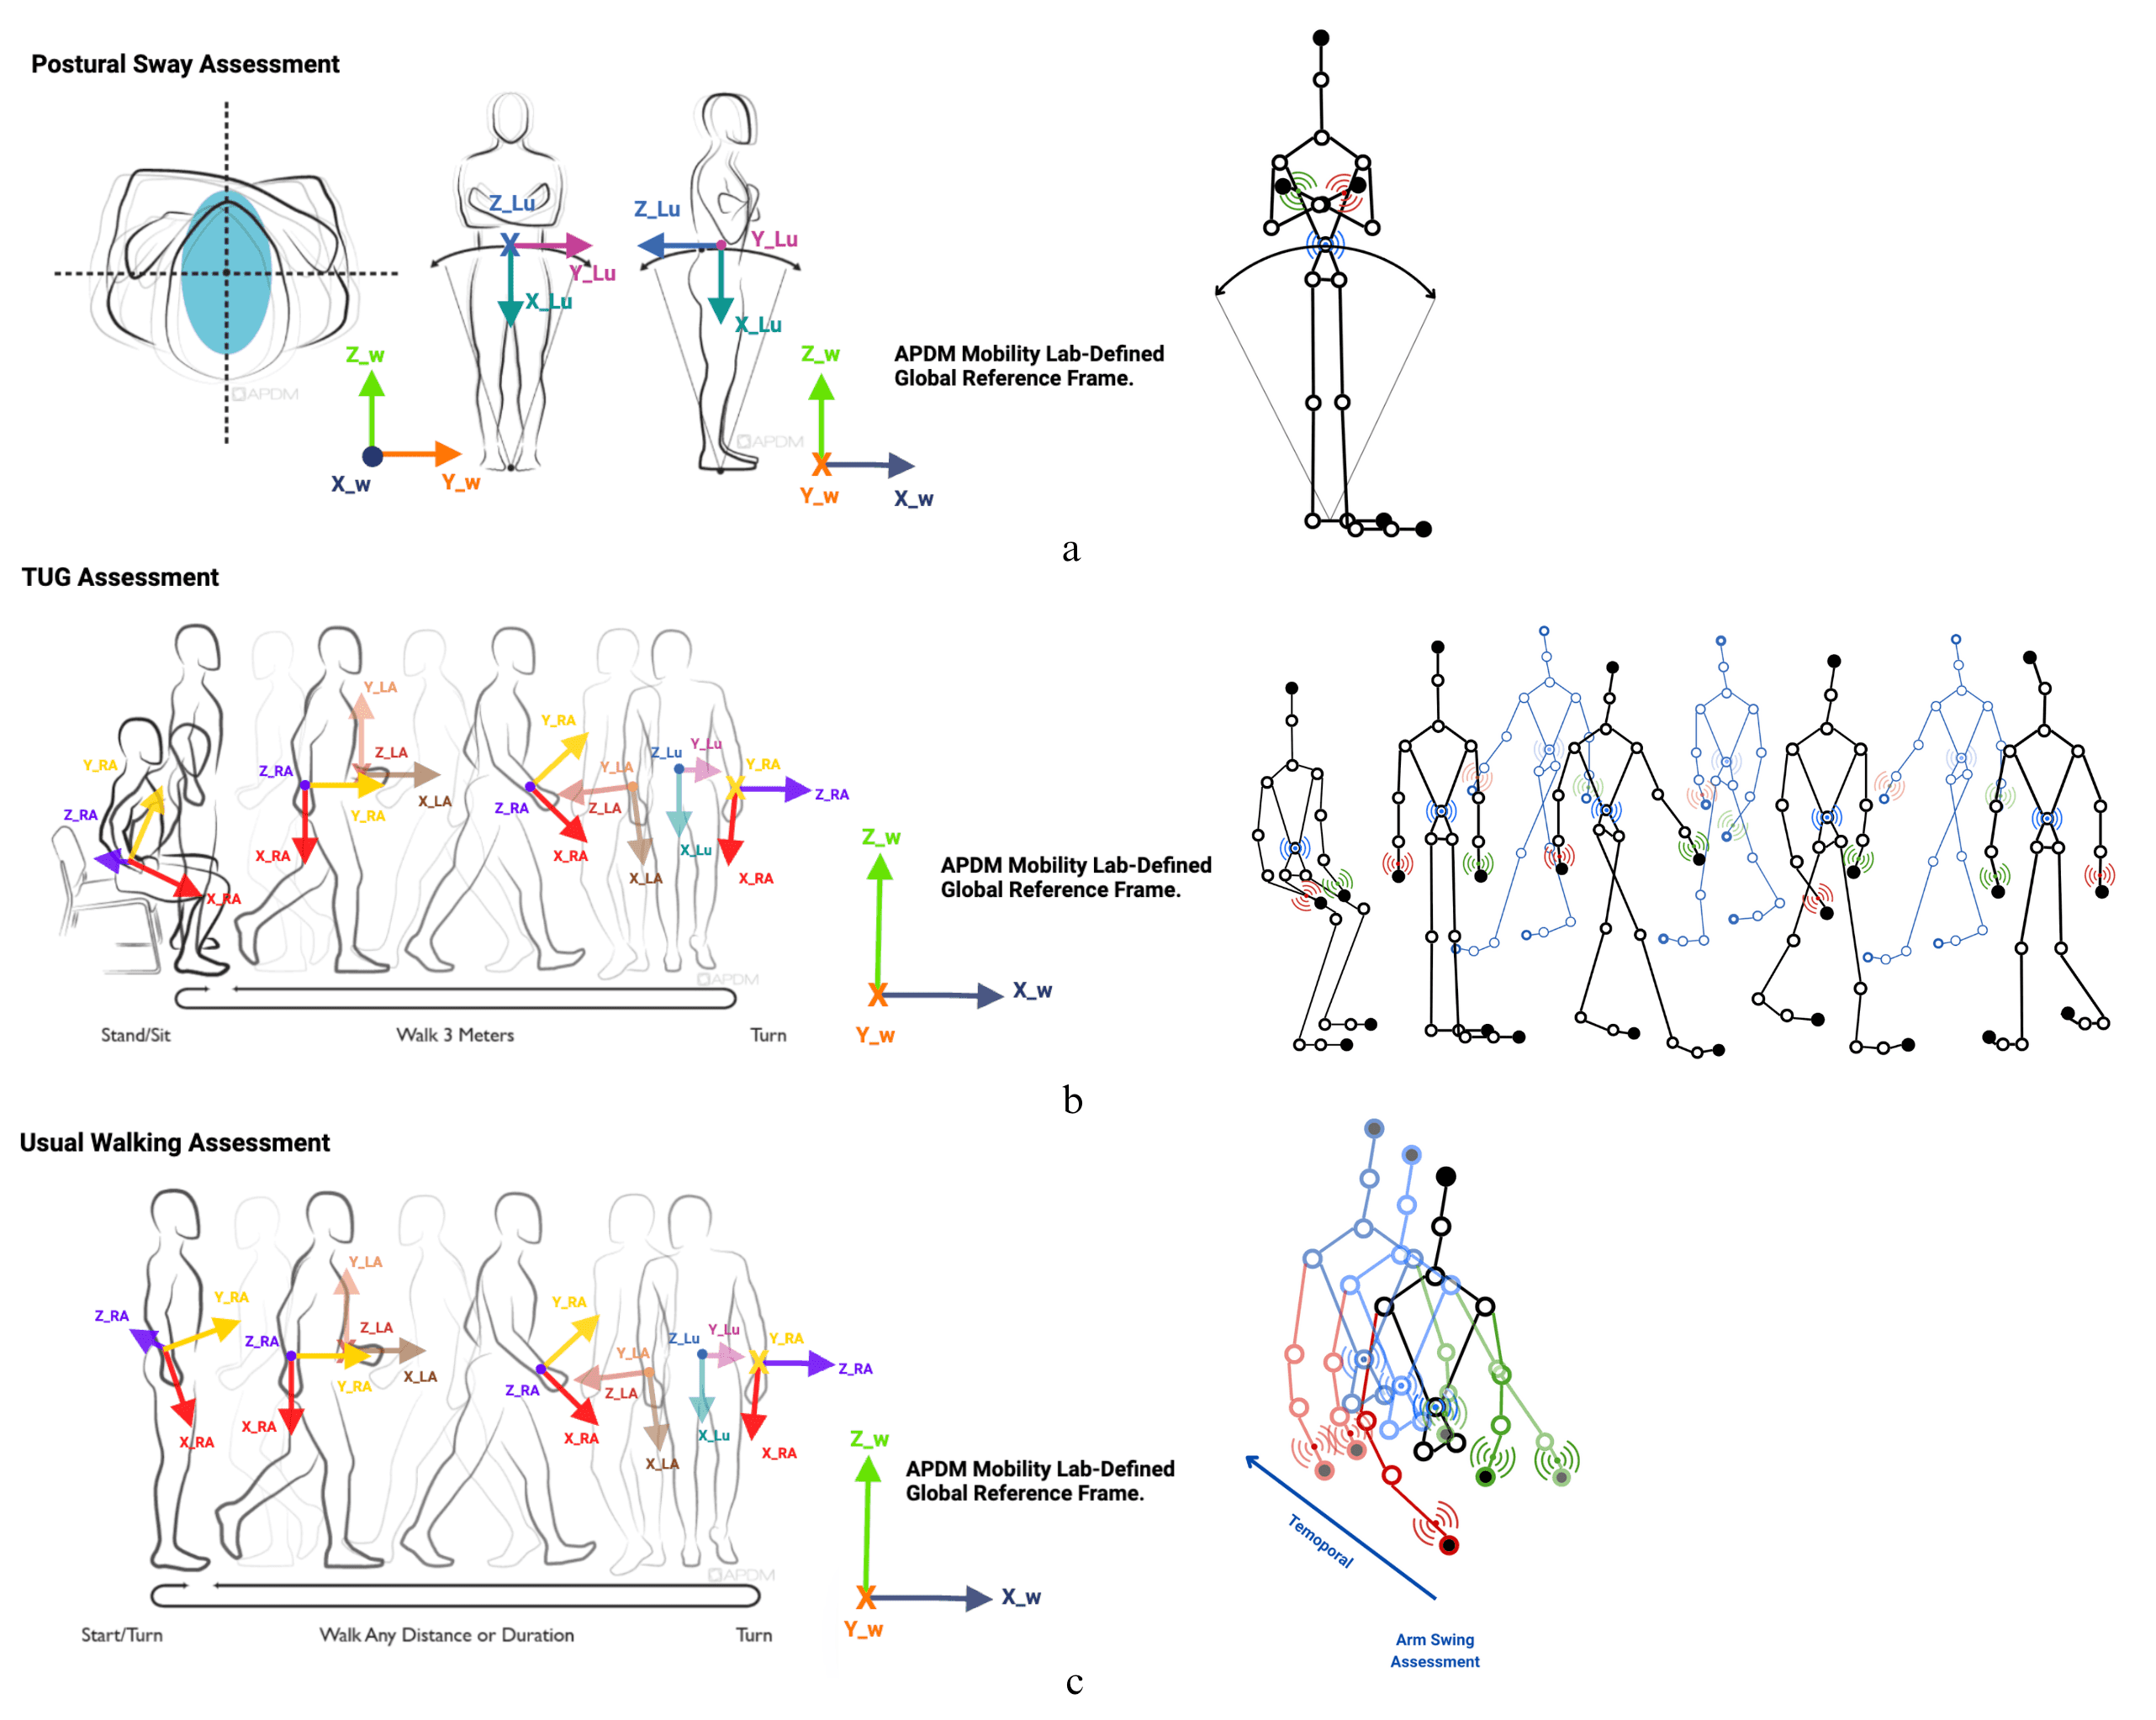 Postural Sway Assessment
Z_Lu
Y_Lu
X_Lu
Z_Lu
Y_Lu
X_Lu
APDM
APDM
Z_w
X_w
Y_w
Z_w
Y_w
X_w
APDM Mobility Lab-Defined
Global Reference Frame.
a
TUG Assessment
Y_RA
Z_RA
X_RA
Y_LA
Z_LA
Z_RA
X_LA
Y_RA
X_RA
Y_RA
Z_RA
X_RA
Y_LA
Z_LA
X_LA
Z_Lu
Y_Lu
X_Lu
Y_RA
Z_RA
X_RA
APDM
Stand/Sit
Walk 3 Meters
Turn
Z_w
X_w
Y_w
APDM Mobility Lab-Defined
Global Reference Frame.
b
Usual Walking Assessment
Z_RA
Y_RA
X_RA
Y_LA
Z_LA
Z_RA
X_LA
Y_RA
X_RA
Y_RA
Z_RA
X_RA
Y_LA
Z_LA
X_LA
Z_Lu
Y_Lu
X_Lu
Y_RA
Z_RA
X_RA
APDM
Start/Turn
Walk Any Distance or Duration
Turn
Z_w
X_w
Y_w
APDM Mobility Lab-Defined
Global Reference Frame.
Temoporal
Arm Swing
Assessment
c